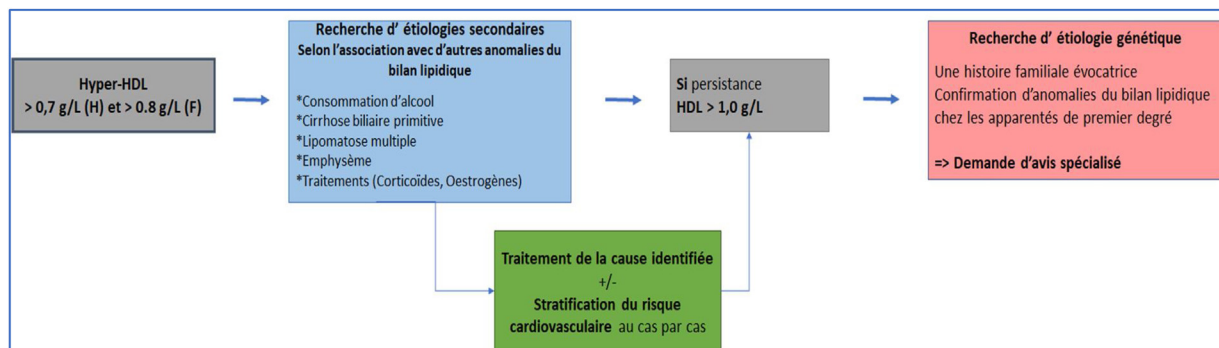 Hyper-HDL
> 0,7 g/L (H) et > 0.8 g/L (F)
Recherche d’ étiologies secondaires
Selon l’association avec d’autres anomalies du
bilan lipidique
*Consommation d’alcool
*Cirrhose biliaire primitive
*Lipomatose multiple
*Emphysème
*Traitements (Corticoïdes, Oestrogènes)
Traitement de la cause identifiée
+/-
Stratification du risque
cardiovasculaire au cas par cas
Si persistance
HDL > 1,0 g/L
Recherche d’ étiologie génétique
Une histoire familiale évocatrice
Confirmation d’anomalies du bilan lipidique
chez les apparentés de premier degré
=> Demande d’avis spécialisé